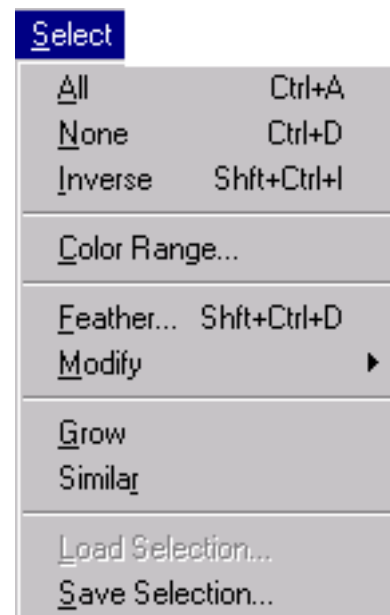 Select
All Ctrl+A
None Ctrl+D
Inverse Shft+Ctrl+I
Color Range...
Feather... Shft+Ctrl+D
Modify
Grow
Similar
Load Selection...
Save Selection...